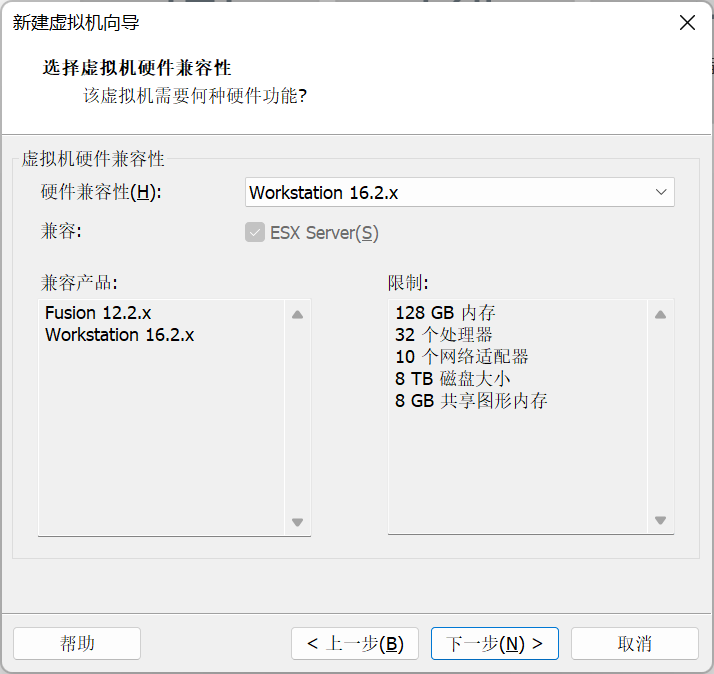 新建虚拟机向导
选择虚拟机硬件兼容性
该虚拟机需要何种硬件功能?
虚拟机硬件兼容性
硬件兼容性(H): Workstation 16.2.x
兼容: ESX Server(S)
兼容产品:
Fusion 12.2.x
Workstation 16.2.x
限制:
128 GB 内存
32 个处理器
10 个网络适配器
8 TB 磁盘大小
8 GB 共享图形内存
帮助 < 上一步(B) 下一步(N) > 取消